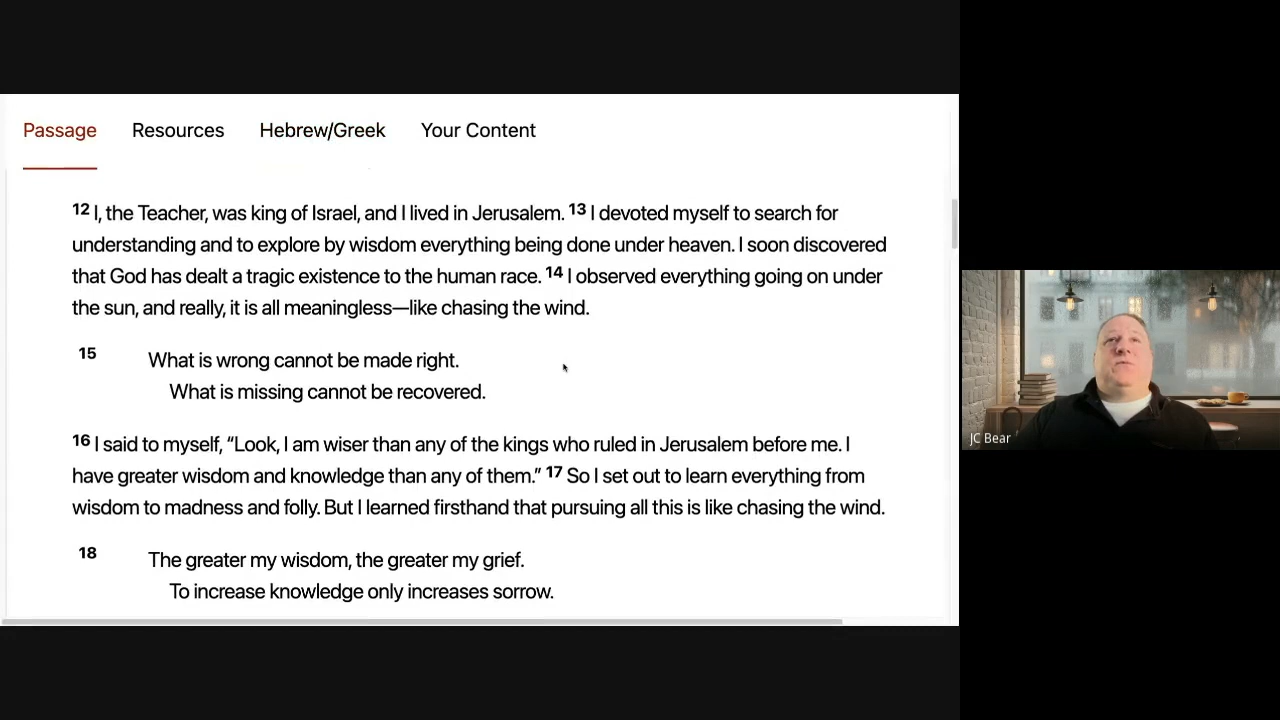 Passage Resources Hebrew/Greek Your Content
12 I, the Teacher, was king of Israel, and I lived in Jerusalem. 13 I devoted myself to search for
understanding and to explore by wisdom everything being done under heaven. I soon discovered
that God has dealt a tragic existence to the human race. 14 I observed everything going on under
the sun, and really, it is all meaningless—like chasing the wind.
15 What is wrong cannot be made right.
What is missing cannot be recovered.
16 I said to myself, “Look, I am wiser than any of the kings who ruled in Jerusalem before me. I
have greater wisdom and knowledge than any of them.” 17 So I set out to learn everything from
wisdom to madness and folly. But I learned firsthand that pursuing all this is like chasing the wind.
18 The greater my wisdom, the greater my grief.
To increase knowledge only increases sorrow.
JC Bear